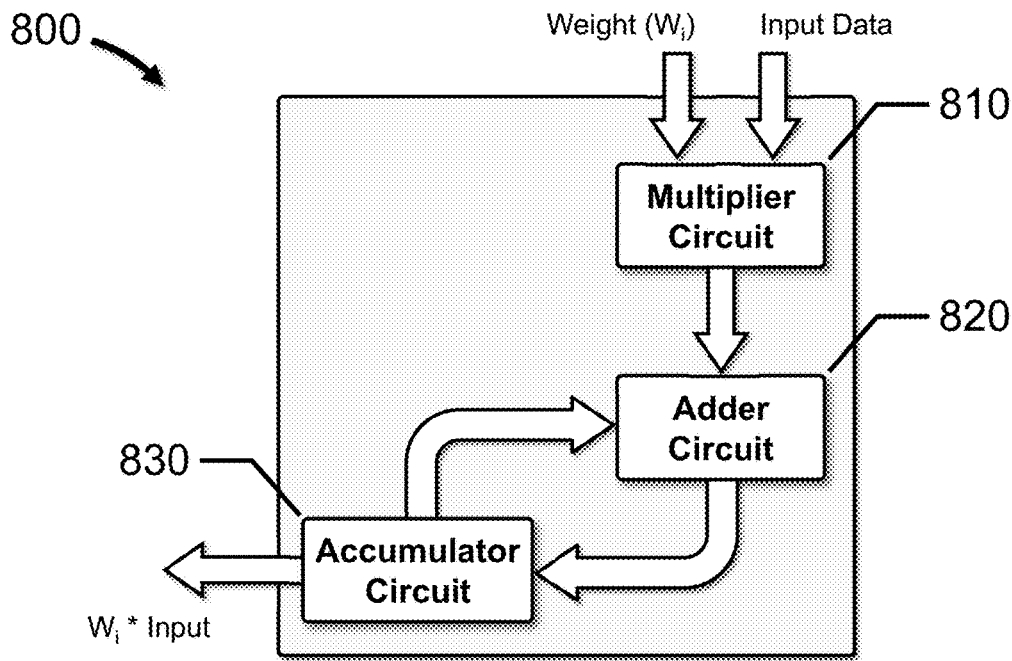 800
Weight (Wᵢ) Input Data
810
Multiplier
Circuit
820
Adder
Circuit
830
Accumulator
Circuit
Wᵢ * Input